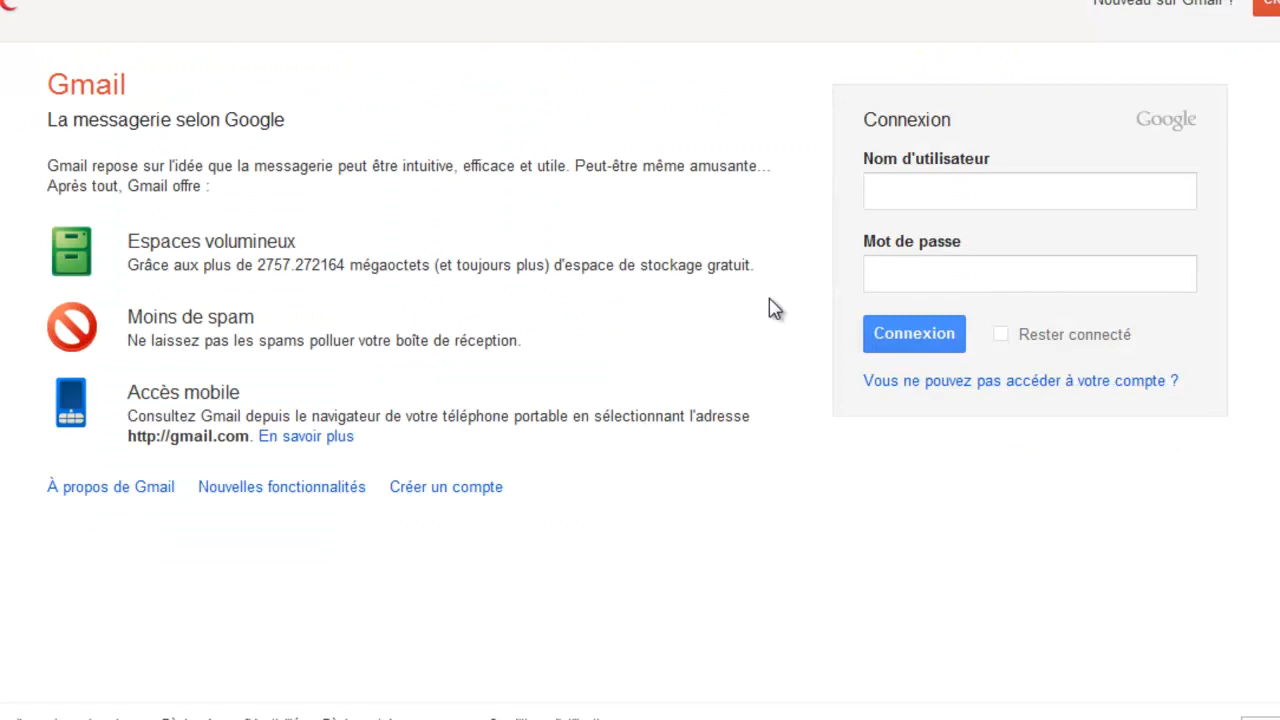 Nouveau sur Gmail ?
Gmail
La messagerie selon Google
Gmail repose sur l'idée que la messagerie peut être intuitive, efficace et utile. Peut-être même amusante...
Après tout, Gmail offre :
Espaces volumineux
Grâce aux plus de 2757.272164 mégaoctets (et toujours plus) d'espace de stockage gratuit.
Moins de spam
Ne laissez pas les spams polluer votre boîte de réception.
Accès mobile
Consultez Gmail depuis le navigateur de votre téléphone portable en sélectionnant l'adresse
http://gmail.com. En savoir plus
À propos de Gmail Nouvelles fonctionnalités Créer un compte
Connexion Google
Nom d'utilisateur
Mot de passe
Connexion Rester connecté
Vous ne pouvez pas accéder à votre compte ?